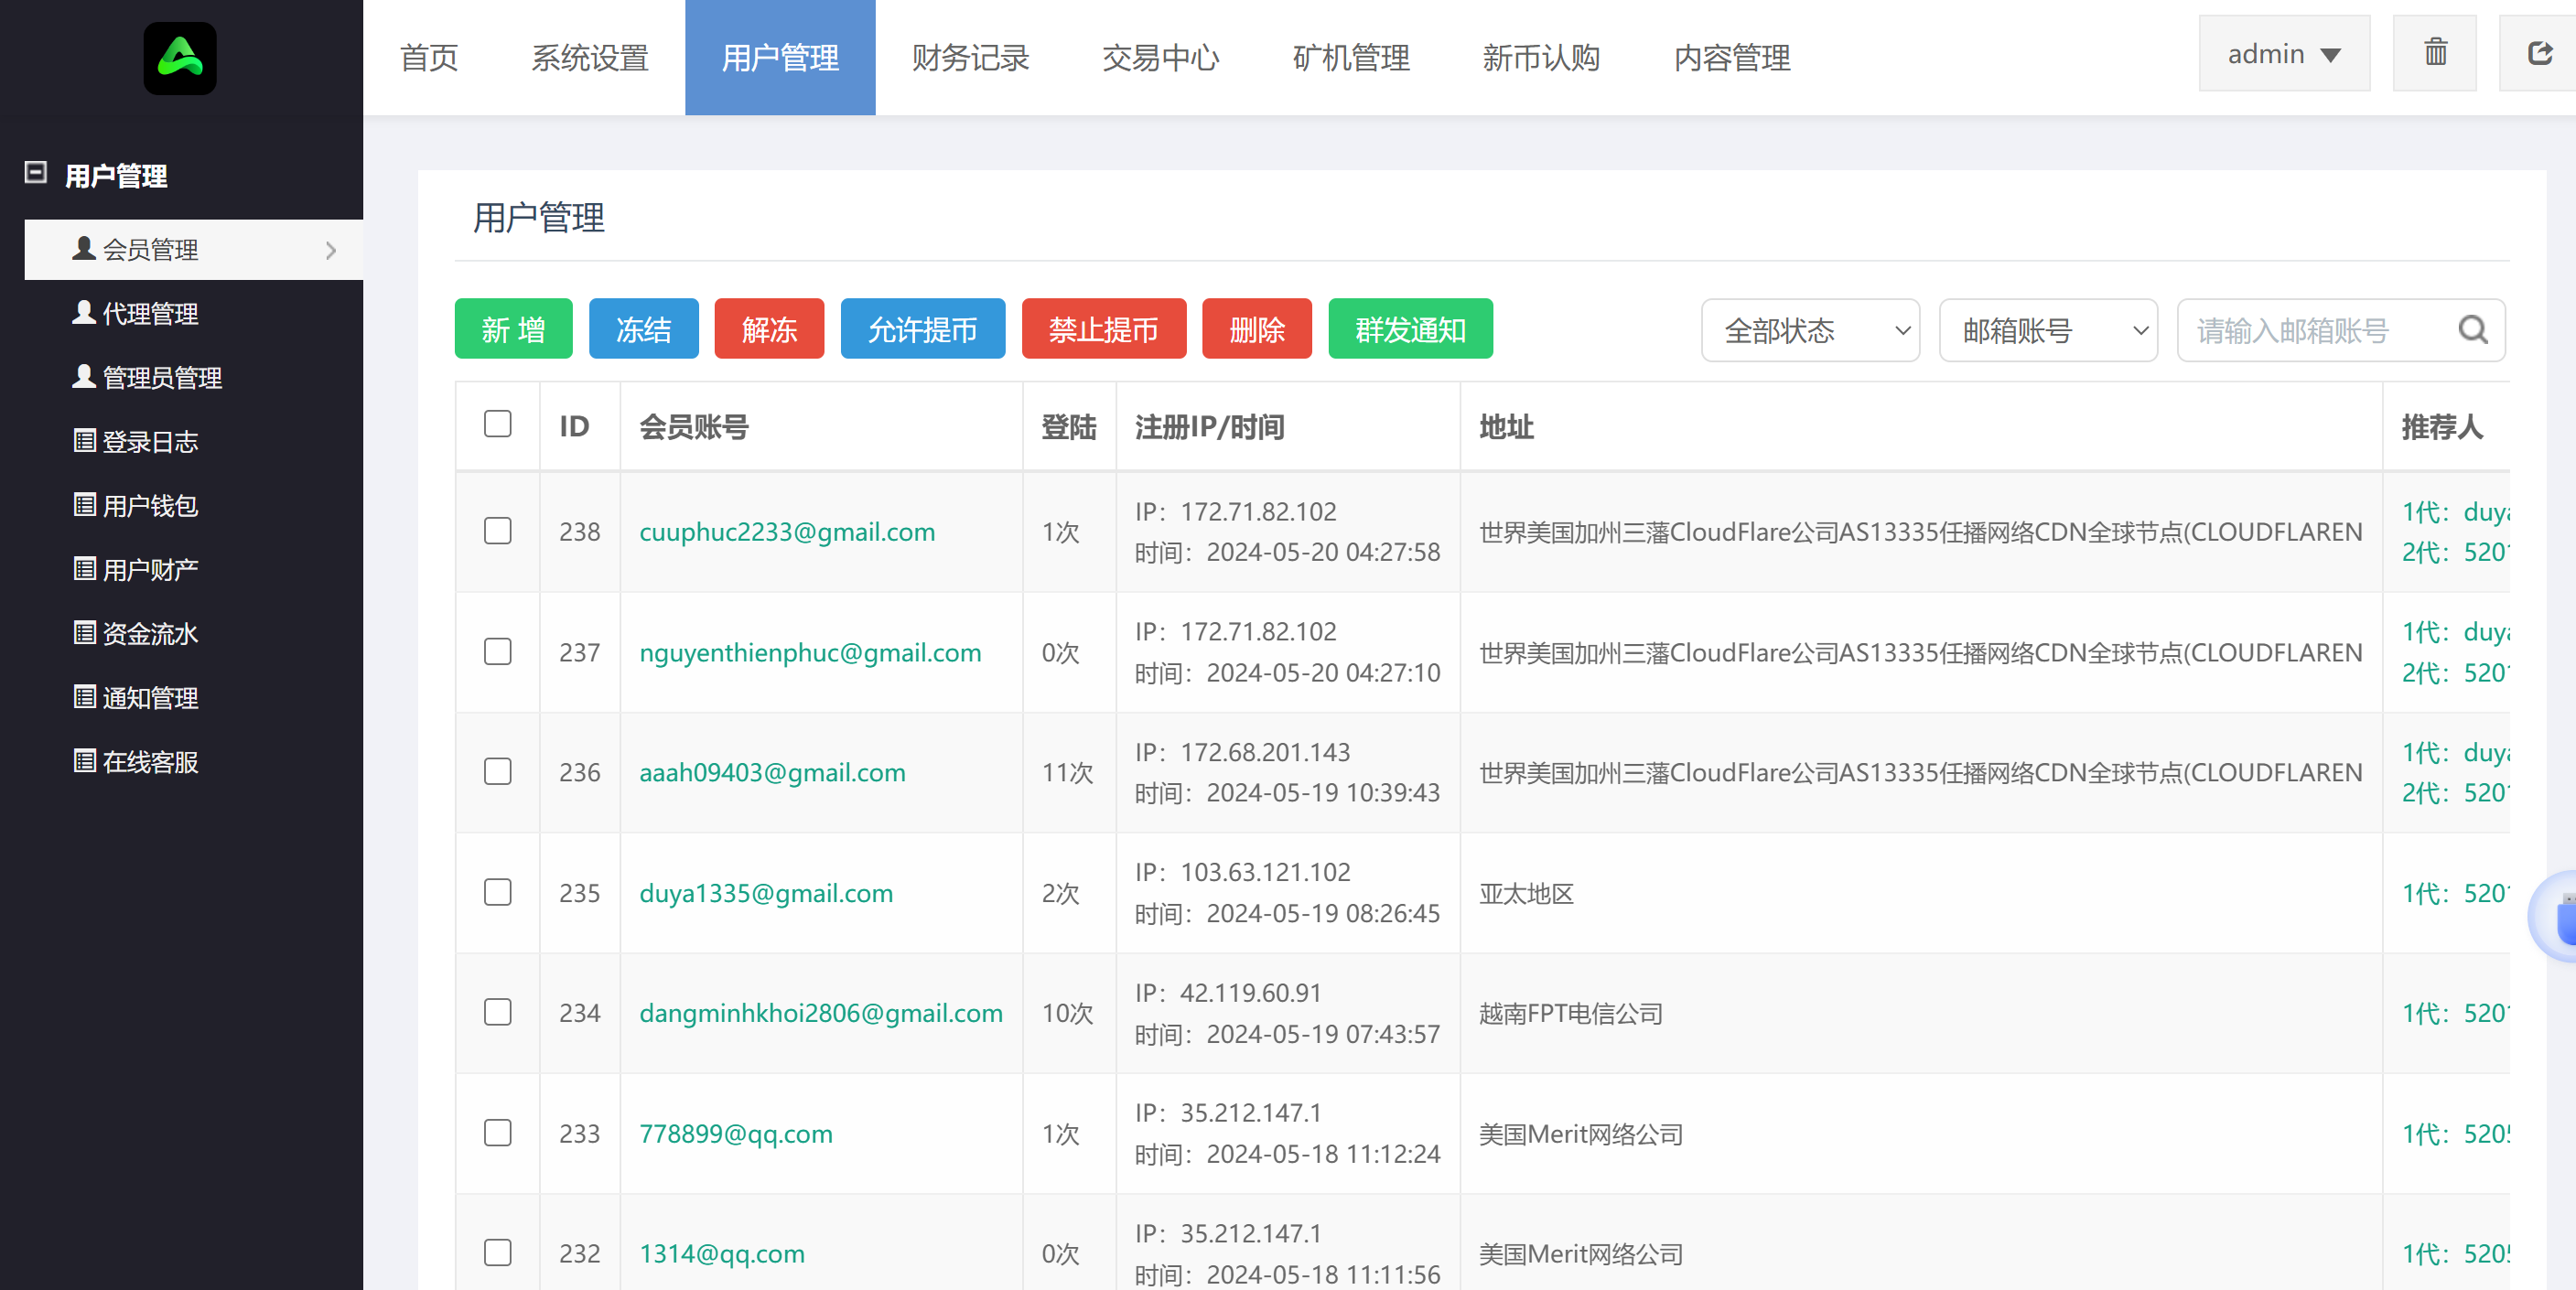 首页 系统设置 用户管理 财务记录 交易中心 矿机管理 新币认购 内容管理 admin
用户管理
会员管理
代理管理
管理员管理
登录日志
用户钱包
用户财产
资金流水
通知管理
在线客服
用户管理
新 增 冻结 解冻 允许提币 禁止提币 删除 群发通知 全部状态 邮箱账号 请输入邮箱账号
ID 会员账号 登陆 注册IP/时间 地址 推荐人
238 cuuphuc2233@gmail.com 1次 IP：172.71.82.102 世界美国加州三藩CloudFlare公司AS13335任播网络CDN全球节点(CLOUDFLAREN 1代：duya
时间：2024-05-20 04:27:58 2代：5201
237 nguyenthienphuc@gmail.com 0次 IP：172.71.82.102 世界美国加州三藩CloudFlare公司AS13335任播网络CDN全球节点(CLOUDFLAREN 1代：duya
时间：2024-05-20 04:27:10 2代：5201
236 aaah09403@gmail.com 11次 IP：172.68.201.143 世界美国加州三藩CloudFlare公司AS13335任播网络CDN全球节点(CLOUDFLAREN 1代：duya
时间：2024-05-19 10:39:43 2代：5201
235 duya1335@gmail.com 2次 IP：103.63.121.102 亚太地区 1代：5201
时间：2024-05-19 08:26:45
234 dangminhkhoi2806@gmail.com 10次 IP：42.119.60.91 越南FPT电信公司 1代：5201
时间：2024-05-19 07:43:57
233 778899@qq.com 1次 IP：35.212.147.1 美国Merit网络公司 1代：5205
时间：2024-05-18 11:12:24
232 1314@qq.com 0次 IP：35.212.147.1 美国Merit网络公司 1代：5205
时间：2024-05-18 11:11:56